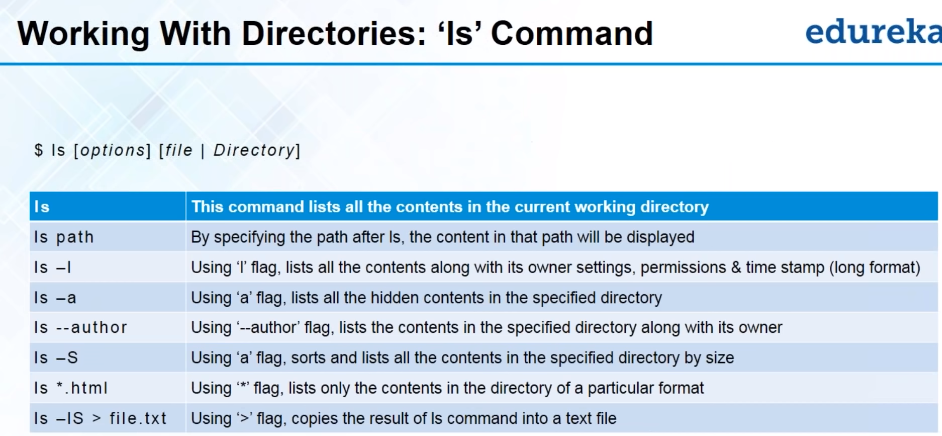 Working With Directories: ‘ls’ Command
edureka
$ ls [options] [file | Directory]
ls This command lists all the contents in the current working directory
ls path By specifying the path after ls, the content in that path will be displayed
ls –l Using ‘l’ flag, lists all the contents along with its owner settings, permissions & time stamp (long format)
ls –a Using ‘a’ flag, lists all the hidden contents in the specified directory
ls --author Using ‘--author’ flag, lists the contents in the specified directory along with its owner
ls –S Using ‘a’ flag, sorts and lists all the contents in the specified directory by size
ls *.html Using ‘*’ flag, lists only the contents in the directory of a particular format
ls –lS > file.txt Using ‘>’ flag, copies the result of ls command into a text file